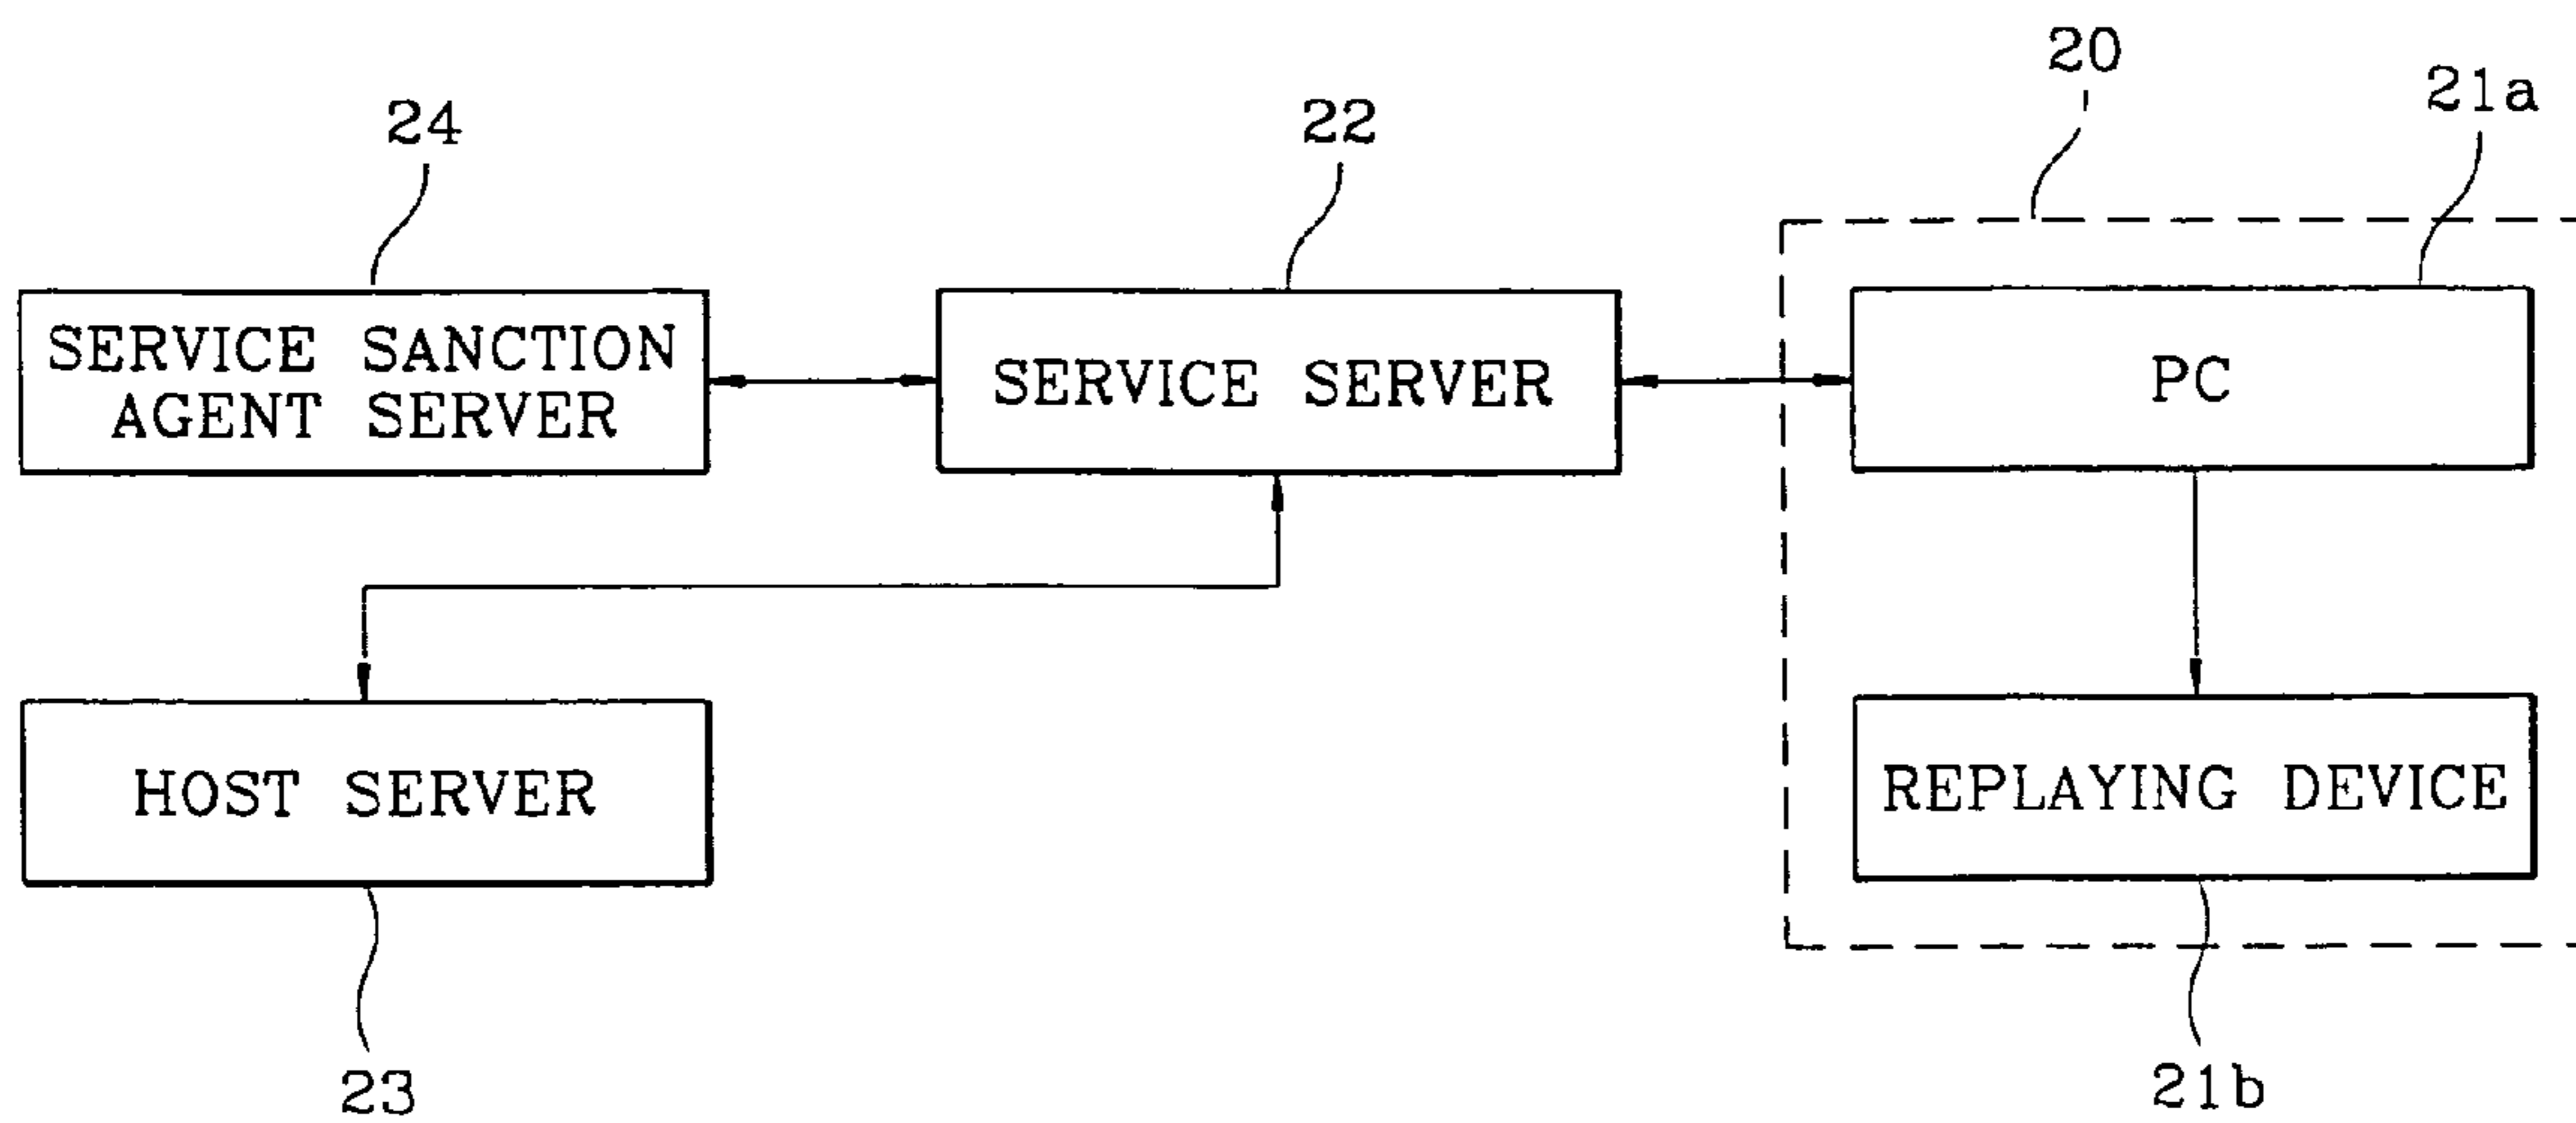 20
21a
24
22
SERVICE SANCTION
AGENT SERVER
SERVICE SERVER
PC
HOST SERVER
REPLAYING DEVICE
23
21b